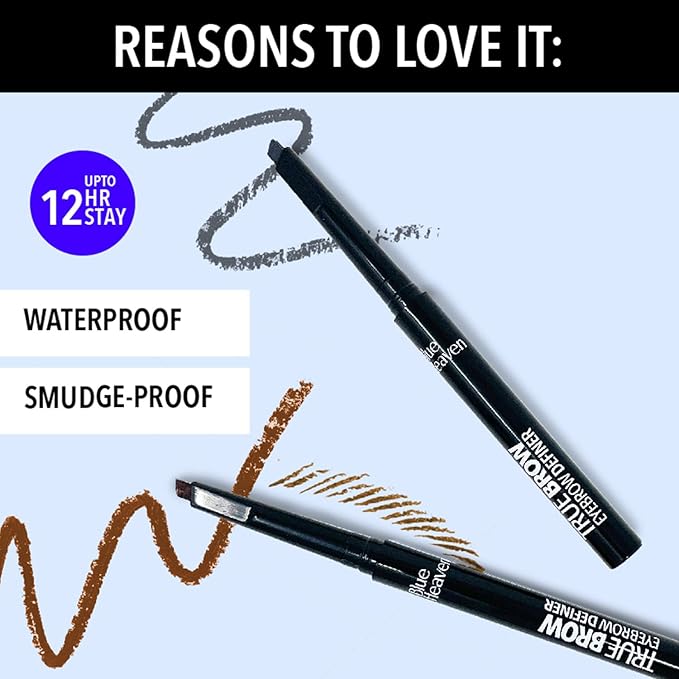 REASONS TO LOVE IT:
UPTO
12 HR
STAY
WATERPROOF
SMUDGE-PROOF
Blue
Heaven
TRUE BROW
EYEBROW DEFINER
Blue
Heaven
TRUE BROW
EYEBROW DEFINER